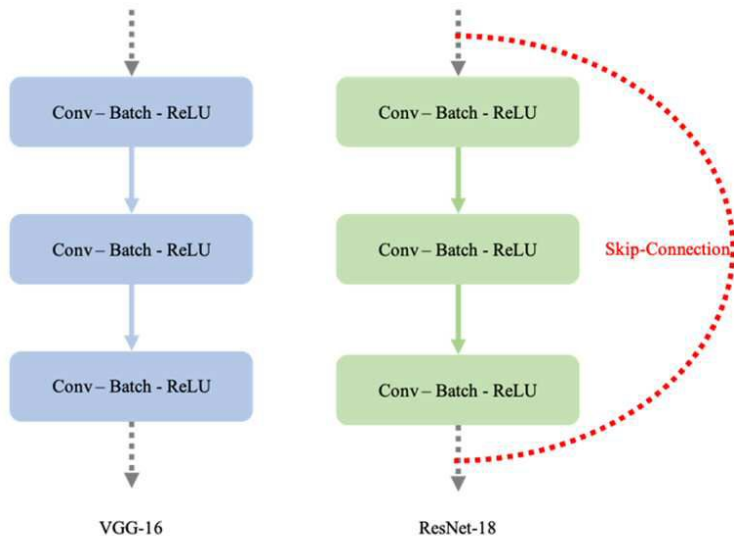 Conv – Batch - ReLU
Conv – Batch - ReLU
Conv – Batch - ReLU
VGG-16
Conv – Batch - ReLU
Conv – Batch - ReLU
Conv – Batch - ReLU
Skip-Connection
ResNet-18